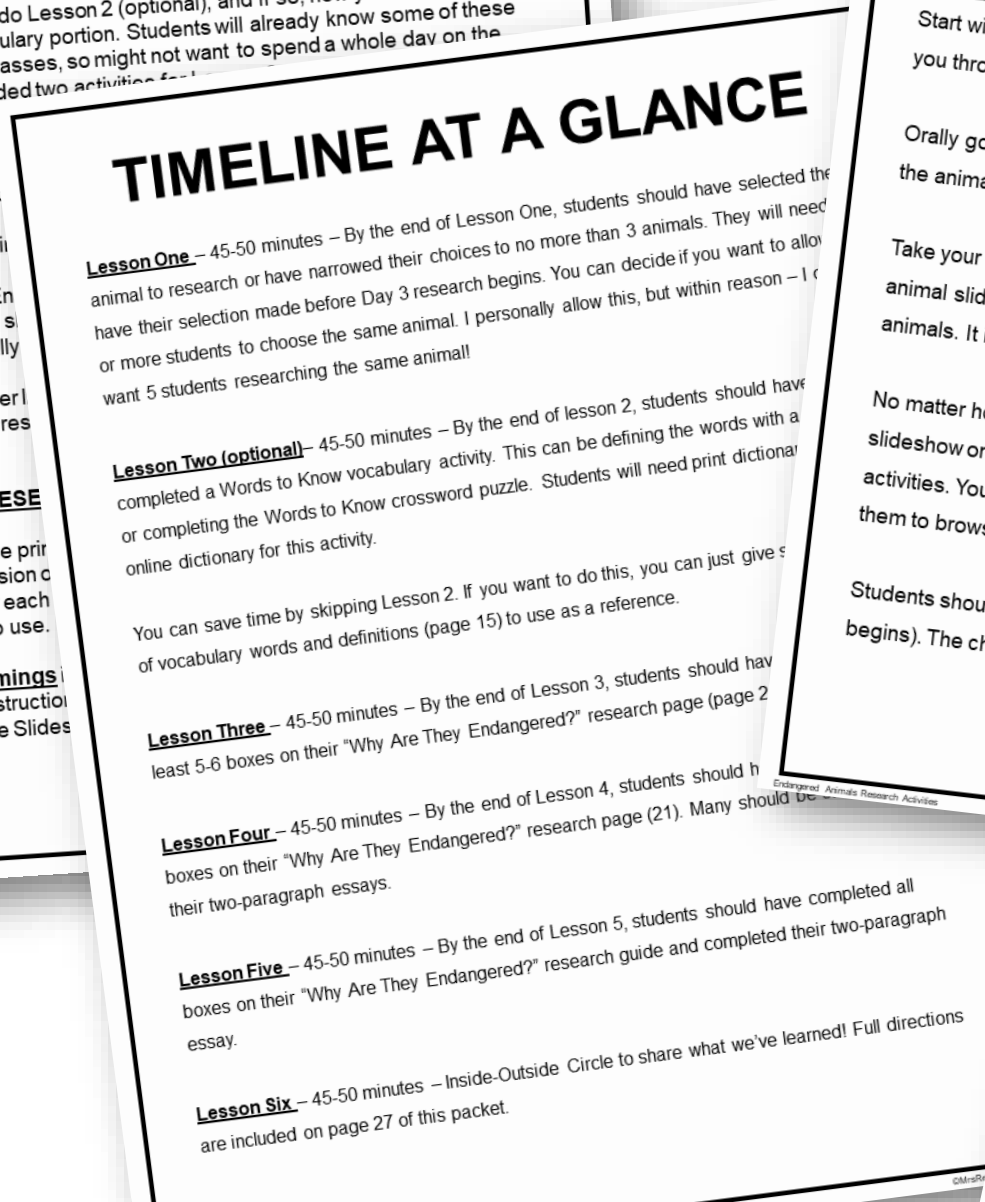 do Lesson 2 (optional), and if so,
ulary portion. Students will already know some of these
asses, so might not want to spend a whole day on the
ded two activities
TIMELINE AT A GLANCE
Lesson One – 45-50 minutes – By the end of Lesson One, students should have selected the
animal to research or have narrowed their choices to no more than 3 animals. They will need
have their selection made before Day 3 research begins. You can decide if you want to allow
or more students to choose the same animal. I personally allow this, but within reason – I
want 5 students researching the same animal!
Lesson Two (optional)– 45-50 minutes – By the end of lesson 2, students should have
completed a Words to Know vocabulary activity. This can be defining the words with a
or completing the Words to Know crossword puzzle. Students will need print dictionar
online dictionary for this activity.
You can save time by skipping Lesson 2. If you want to do this, you can just give s
of vocabulary words and definitions (page 15) to use as a reference.
Lesson Three – 45-50 minutes – By the end of Lesson 3, students should hav
least 5-6 boxes on their “Why Are They Endangered?” research page (page 2
Lesson Four – 45-50 minutes – By the end of Lesson 4, students should h
boxes on their “Why Are They Endangered?” research page (21). Many should be
their two-paragraph essays.
Lesson Five – 45-50 minutes – By the end of Lesson 5, students should have completed all
boxes on their “Why Are They Endangered?” research guide and completed their two-paragraph
essay.
Lesson Six – 45-50 minutes – Inside-Outside Circle to share what we’ve learned! Full directions
are included on page 27 of this packet.
©MrsRe
lly
er l
res
ESE
e prin
sion o
each
o use.
mings i
struction
e Slides
Start wi
you thro
Orally go
the anima
Take your
animal slid
animals. It
No matter h
slideshow or
activities. You
them to brows
Students shou
begins). The ch
Endangered Animals Research Activities